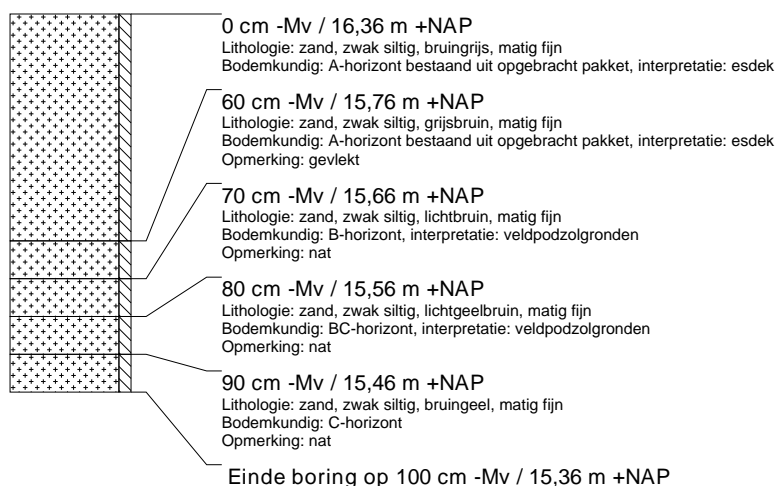 0 cm -Mv / 16,36 m +NAP
Lithologie: zand, zwak siltig, bruingrijs, matig fijn
Bodemkundig: A-horizont bestaand uit opgebracht pakket, interpretatie: esdek
60 cm -Mv / 15,76 m +NAP
Lithologie: zand, zwak siltig, grijsbruin, matig fijn
Bodemkundig: A-horizont bestaand uit opgebracht pakket, interpretatie: esdek
Opmerking: gevlekt
70 cm -Mv / 15,66 m +NAP
Lithologie: zand, zwak siltig, lichtbruin, matig fijn
Bodemkundig: B-horizont, interpretatie: veldpodzolgronden
Opmerking: nat
80 cm -Mv / 15,56 m +NAP
Lithologie: zand, zwak siltig, lichtgeelbruin, matig fijn
Bodemkundig: BC-horizont, interpretatie: veldpodzolgronden
Opmerking: nat
90 cm -Mv / 15,46 m +NAP
Lithologie: zand, zwak siltig, bruingeel, matig fijn
Bodemkundig: C-horizont
Opmerking: nat
Einde boring op 100 cm -Mv / 15,36 m +NAP